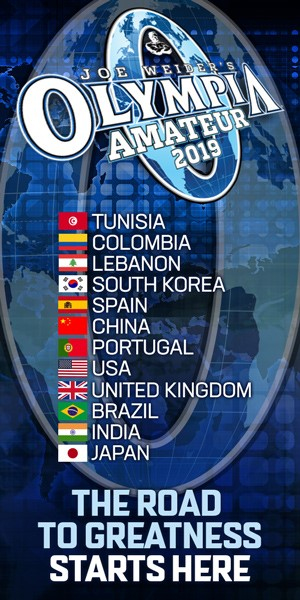 JOE WEIDER'S
OLYMPIA
AMATEUR
2019
TUNISIA
COLOMBIA
LEBANON
SOUTH KOREA
SPAIN
CHINA
PORTUGAL
USA
UNITED KINGDOM
BRAZIL
INDIA
JAPAN
THE ROAD
TO GREATNESS
STARTS HERE